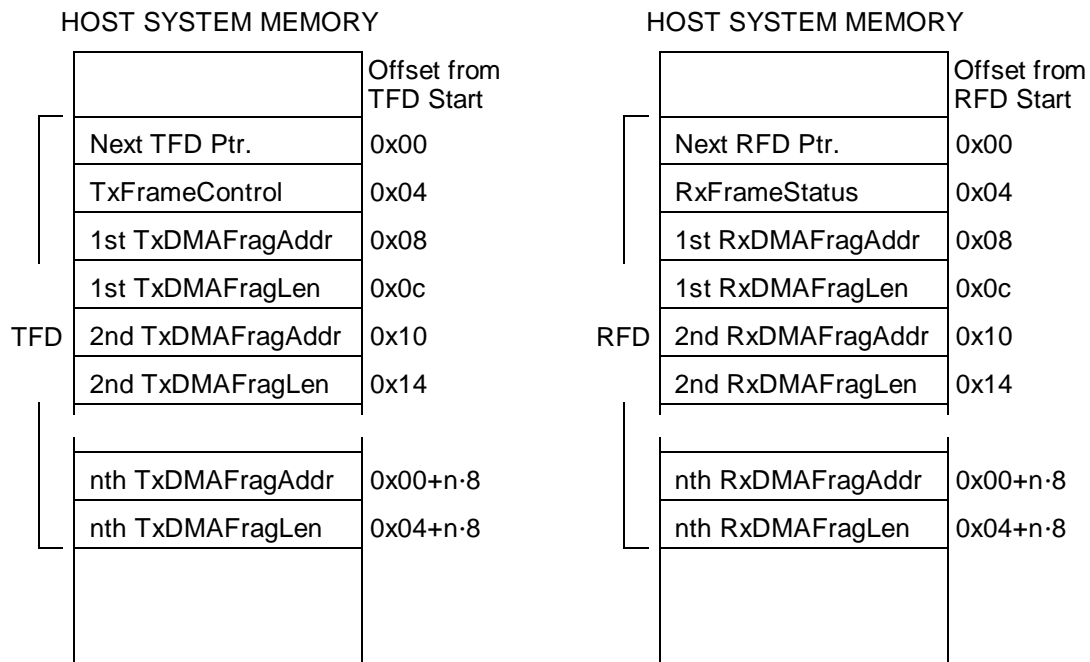 HOST SYSTEM MEMORY
Offset from
TFD Start
Next TFD Ptr. 0x00
TxFrameControl 0x04
1st TxDMAFragAddr 0x08
1st TxDMAFragLen 0x0c
TFD 2nd TxDMAFragAddr 0x10
2nd TxDMAFragLen 0x14
nth TxDMAFragAddr 0x00+n·8
nth TxDMAFragLen 0x04+n·8
HOST SYSTEM MEMORY
Offset from
RFD Start
Next RFD Ptr. 0x00
RxFrameStatus 0x04
1st RxDMAFragAddr 0x08
1st RxDMAFragLen 0x0c
RFD 2nd RxDMAFragAddr 0x10
2nd RxDMAFragLen 0x14
nth RxDMAFragAddr 0x00+n·8
nth RxDMAFragLen 0x04+n·8